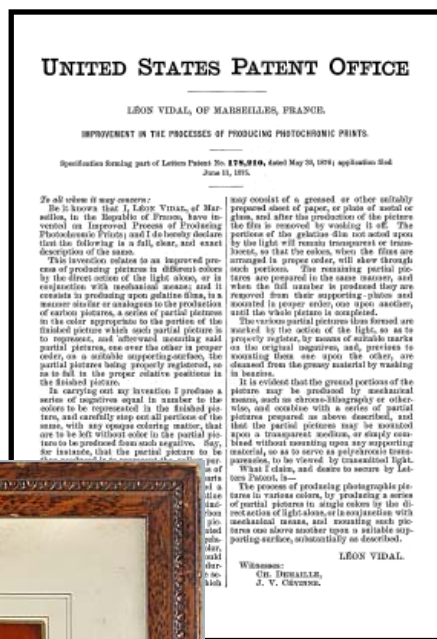 UNITED STATES PATENT OFFICE
LÉON VIDAL, OF MARSEILLES, FRANCE.
IMPROVEMENT IN THE PROCESSES OF PRODUCING PHOTOCHROMIC PRINTS.
Specification forming part of Letters Patent No. 178,210, dated May 30, 1876; application filed
June 11, 1875.
To all whom it may concern:
Be it known that I, LÉON VIDAL, of Mar-
seilles, in the Republic of France, have in-
vented an Improved Process of Producing
Photochromic Prints; and I do hereby declare
that the following is a full, clear, and exact
description of the same.
This invention relates to an improved pro-
cess of producing pictures in different colors
by the direct action of the light alone, or in
conjunction with mechanical means; and it
consists in producing upon gelatine films, in a
manner similar or analogous to the production
of carbon pictures, a series of partial pictures
in the color appropriate to the portion of the
finished picture which such partial picture is
to represent, and afterward mounting said
partial pictures, one over the other in proper
order, on a suitable supporting-surface, the
partial pictures being properly registered, so
as to fall in the proper relative positions in
the finished picture.
In carrying out my invention I produce a
series of negatives equal in number to the
colors to be represented in the finished pic-
ture, and carefully stop out all portions of the
same, with any opaque coloring matter, that
are to be left without color in the partial pic-
ture to be produced from such negative. Say,
for instance, that the partial picture to be
may consist of a greased or other suitably
prepared sheet of paper, or plate of metal or
glass, and after the production of the picture
the film is removed by washing it off. The
portions of the gelatine film not acted upon
by the light will remain transparent or trans-
lucent, so that the colors, when the films are
arranged in proper order, will show through
such portions. The remaining partial pic-
tures are prepared in the same manner, and
when the full number is produced they are
removed from their supporting-plates and
mounted in proper order, one upon another,
until the whole picture is completed.
The various partial pictures thus formed are
marked by the action of the light, so as to
properly register, by means of suitable marks
on the original negatives, and, previous to
mounting them one upon the other, are
cleansed from the greasy material by washing
in benzine.
It is evident that the ground portions of the
picture may be produced by mechanical
means, such as chromo-lithography or other-
wise, and combine with a series of partial
pictures prepared as above described, and
that the partial pictures may be mounted
upon a transparent medium, or simply com-
bined without mounting upon any supporting
material, so as to serve as polychromic trans-
parencies, to be viewed by transmitted light.
What I claim, and desire to secure by Let-
ters Patent, is—
The process of producing photographic pic-
tures in various colors, by producing a series
of partial pictures in single colors by the di-
rect action of light alone, or in conjunction with
mechanical means, and mounting such pic-
tures one above another upon a suitable sup-
porting-surface, substantially as described.
LÉON VIDAL.
Witnesses:
CH. DEMAILLE,